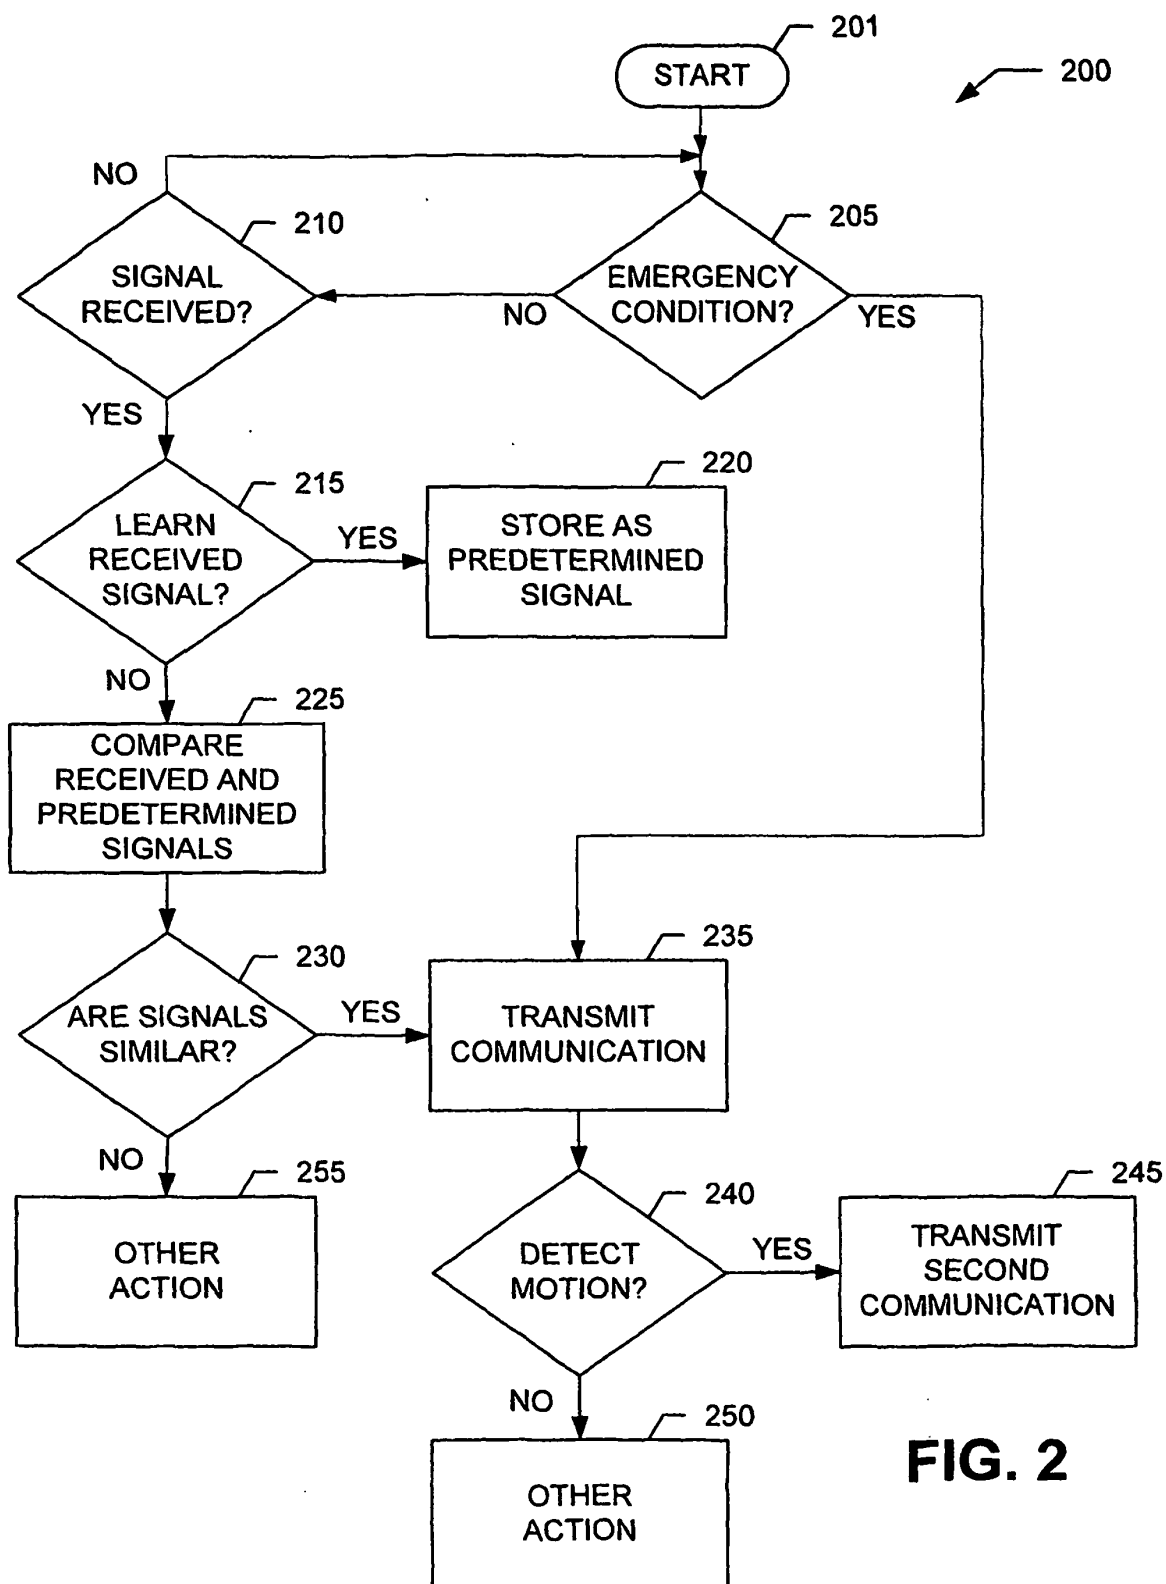 201
START
200
NO
210
205
SIGNAL
RECEIVED?
EMERGENCY
CONDITION?
NO
YES
YES
215
220
LEARN
RECEIVED
SIGNAL?
YES
STORE AS
PREDETERMINED
SIGNAL
NO
225
COMPARE
RECEIVED AND
PREDETERMINED
SIGNALS
230
235
ARE SIGNALS
SIMILAR?
YES
TRANSMIT
COMMUNICATION
NO
255
240
245
OTHER
ACTION
DETECT
MOTION?
YES
TRANSMIT
SECOND
COMMUNICATION
NO
250
OTHER
ACTION
FIG. 2